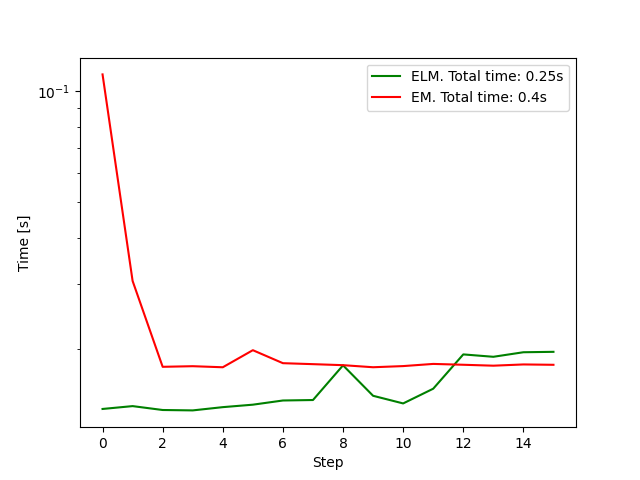 ELM. Total time: 0.25s
EM. Total time: 0.4s
10⁻¹
Time [s]
0 2 4 6 8 10 12 14
Step